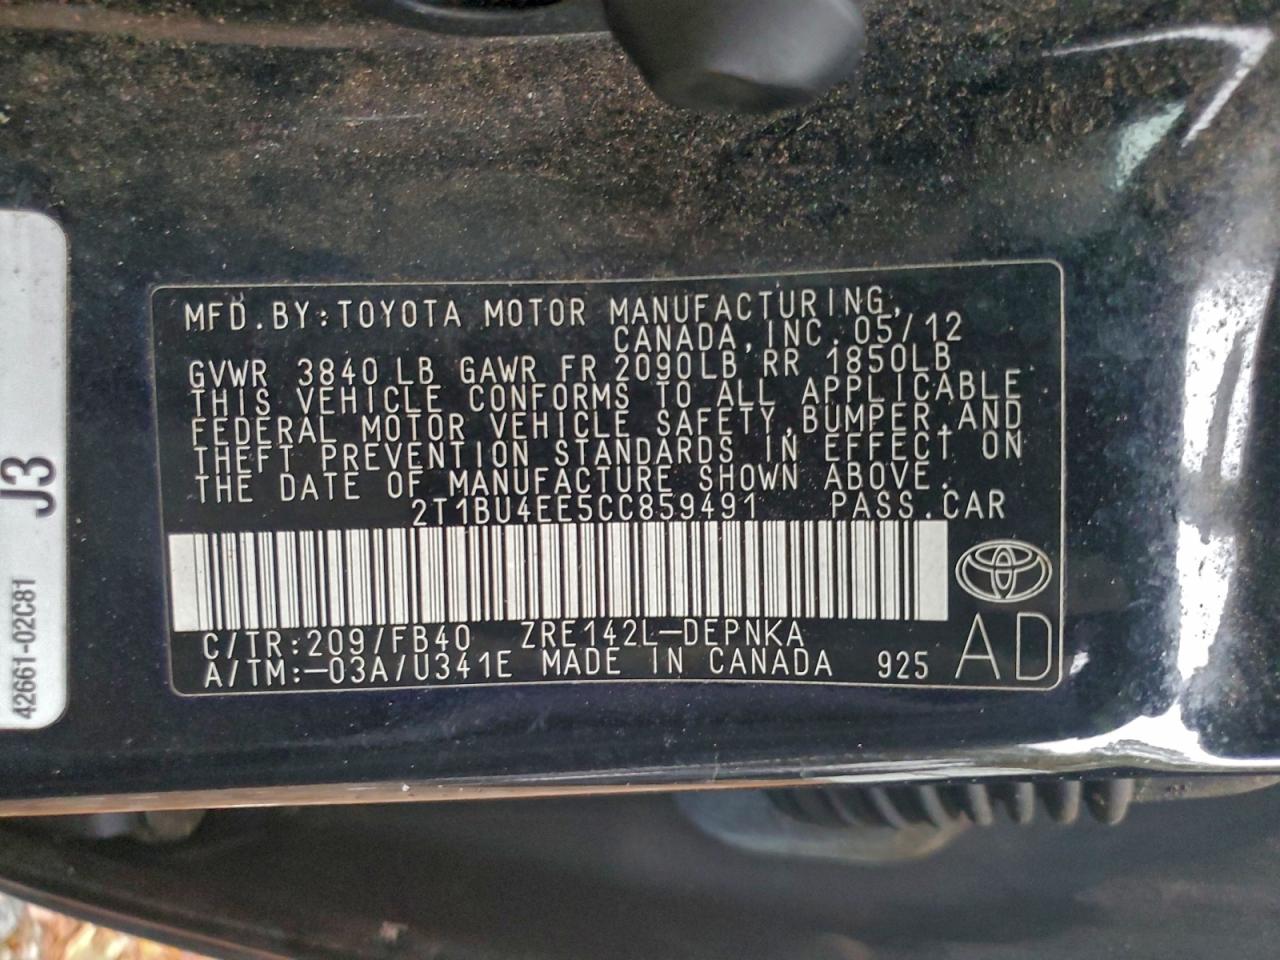 MFD.BY:TOYOTA MOTOR MANUFACTURING,
CANADA,INC. 05/12
GVWR 3840 LB GAWR FR 2090LB RR 1850LB
THIS VEHICLE CONFORMS TO ALL APPLICABLE
FEDERAL MOTOR VEHICLE SAFETY,BUMPER,AND
THEFT PREVENTION STANDARDS IN EFFECT ON
THE DATE OF MANUFACTURE SHOWN ABOVE.
2T1BU4EE5CC859491 PASS.CAR
C/TR:209/FB40 ZRE142L-DEPNKA
A/TM:-03A/U341E MADE IN CANADA 925 AD
J3
42661-02C81